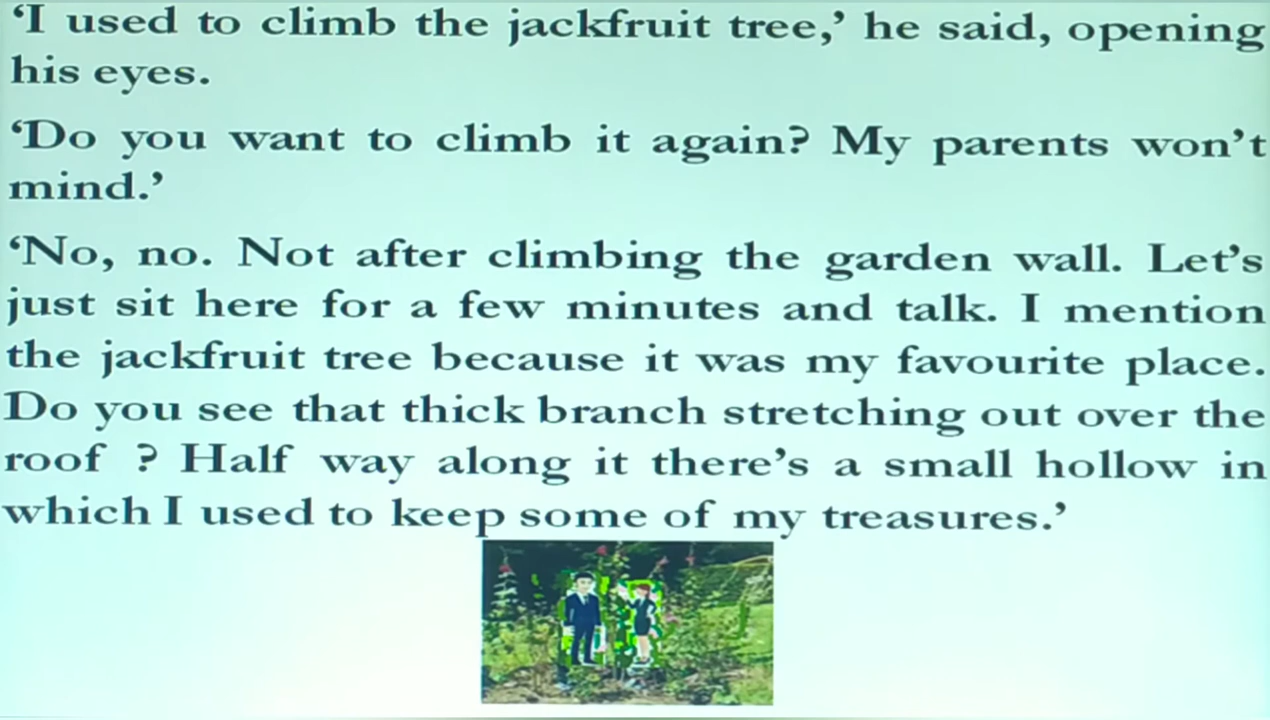 ‘I used to climb the jackfruit tree,’ he said, opening
his eyes.
‘Do you want to climb it again? My parents won’t
mind.’
‘No, no. Not after climbing the garden wall. Let’s
just sit here for a few minutes and talk. I mention
the jackfruit tree because it was my favourite place.
Do you see that thick branch stretching out over the
roof ? Half way along it there’s a small hollow in
which I used to keep some of my treasures.’